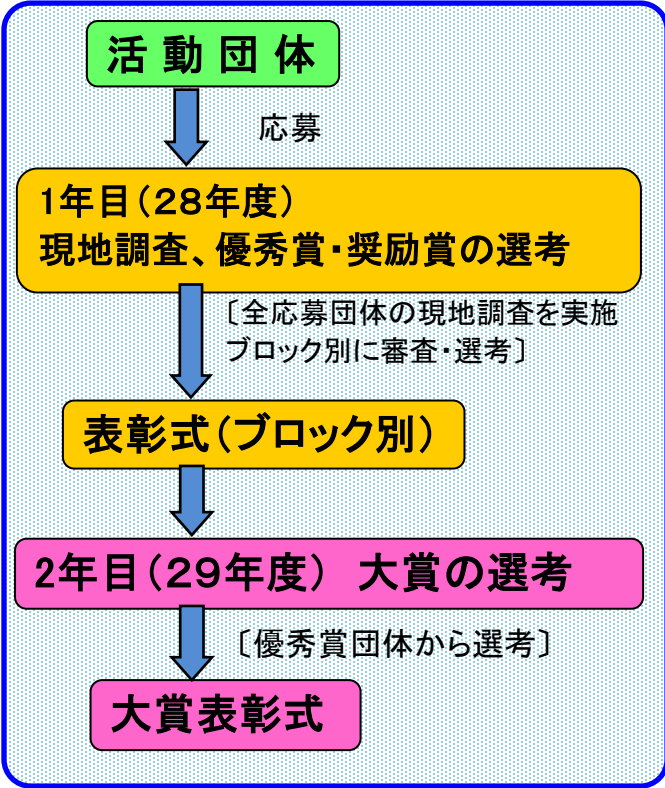 活動団体
応募
1年目（28年度）
現地調査、優秀賞・奨励賞の選考
〔全応募団体の現地調査を実施
ブロック別に審査・選考〕
表彰式（ブロック別）
2年目（29年度）　大賞の選考
〔優秀賞団体から選考〕
大賞表彰式